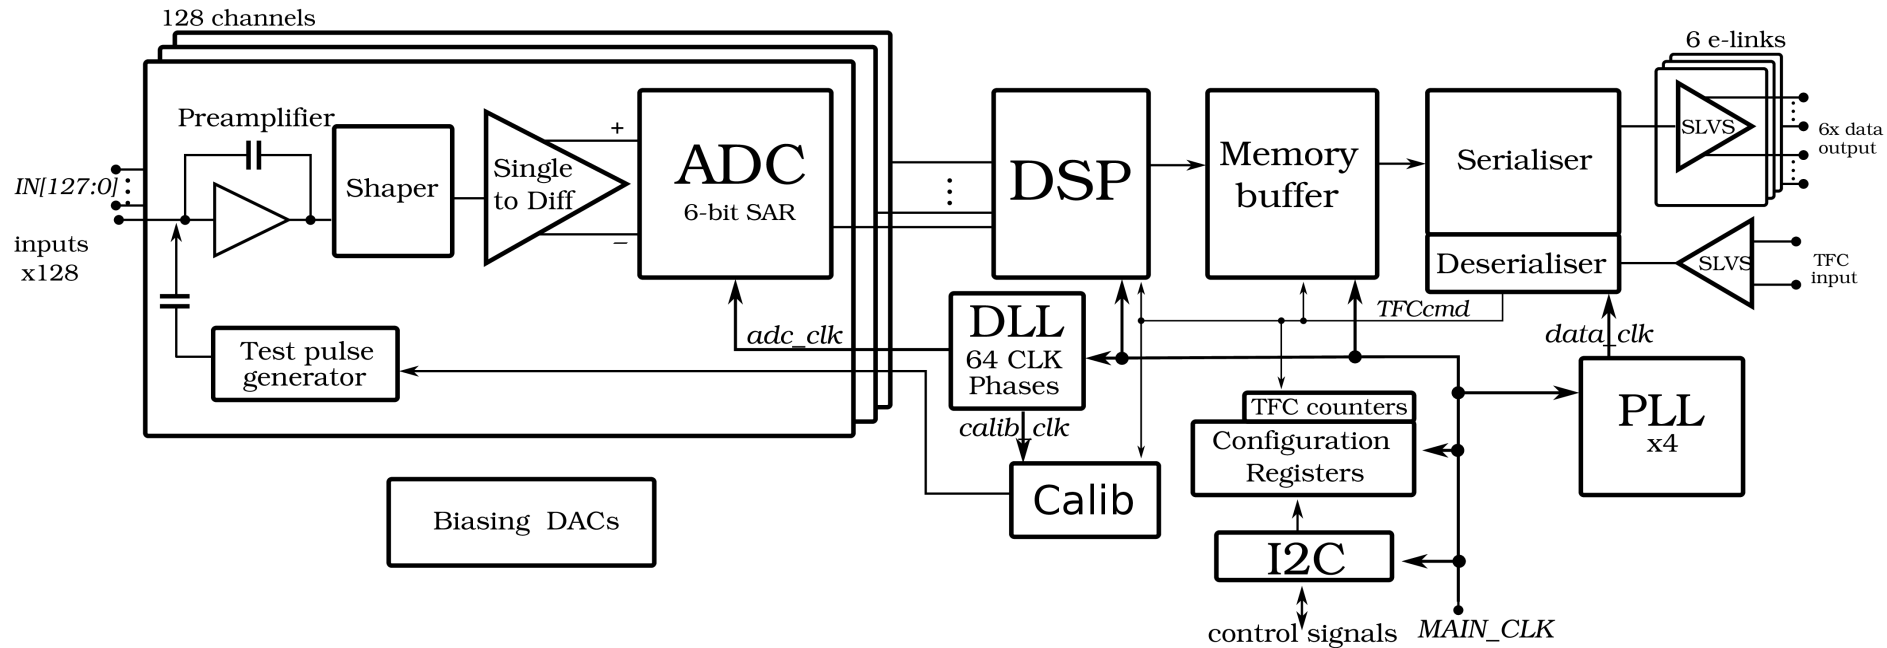 128 channels
6 e-links
Preamplifier
IN[127:0]
inputs
x128
Shaper
Single
to Diff
+
−
ADC
6-bit SAR
DSP
Memory
buffer
Serialiser
Deserialiser
SLVS
6x data
output
SLVS
TFC
input
Test pulse
generator
adc_clk
DLL
64 CLK
Phases
calib_clk
TFCcmd
data_clk
PLL
x4
TFC counters
Configuration
Registers
Calib
Biasing DACs
I2C
control signals
MAIN_CLK